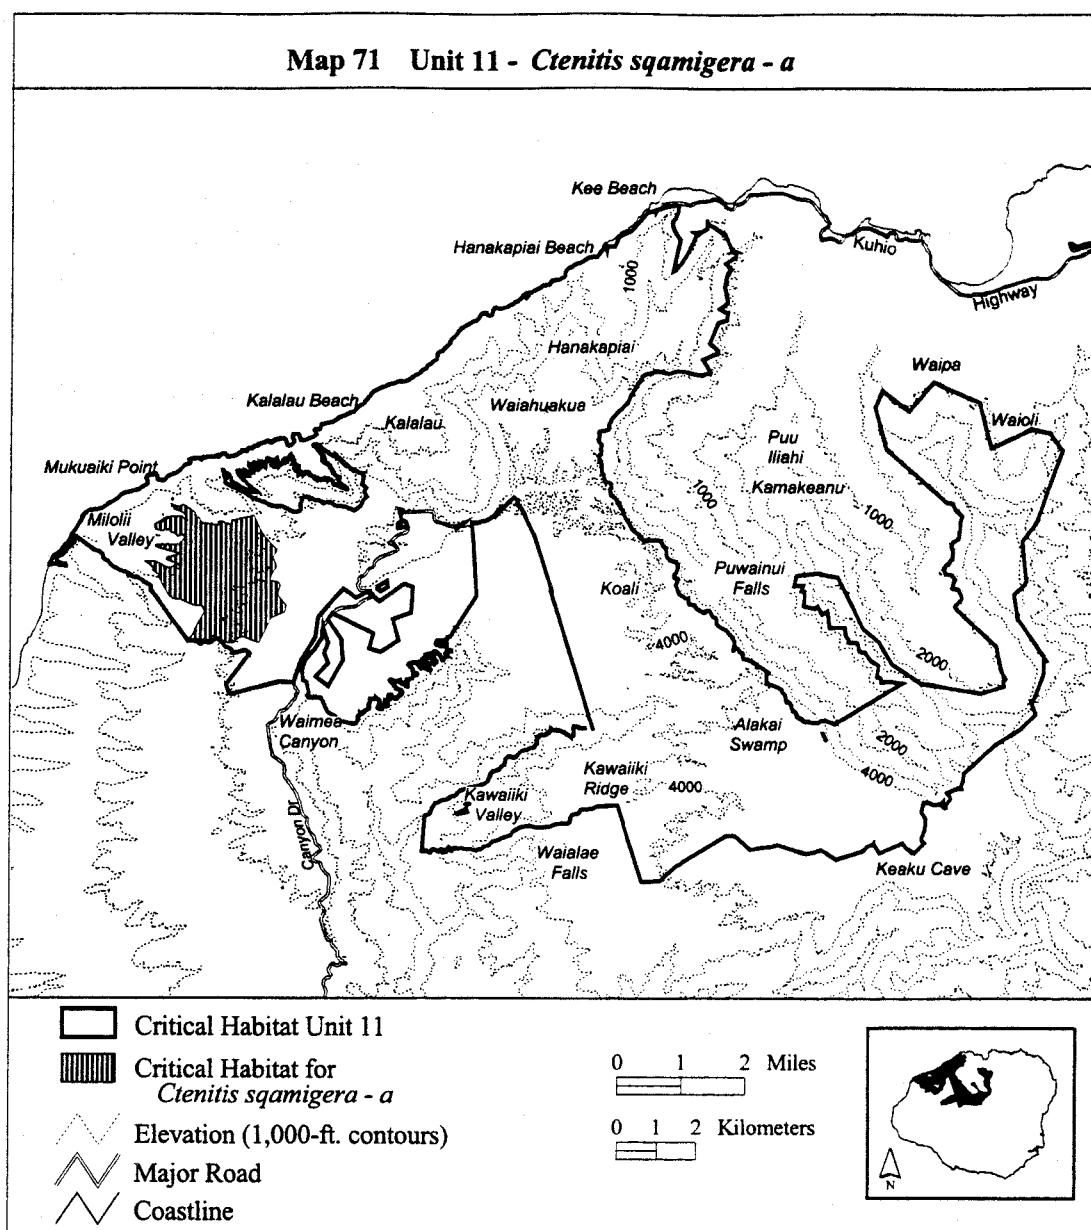 Map 71 Unit 11 - Ctenitis sqamigera - a
Kee Beach
Hanakapiai Beach
Kuhio
Highway
1000
Hanakapiai
Waipa
Kalalau Beach
Waiahuakua
Kalalau
Waioli
Puu
Iliahi
Mukuaiki Point
Kamakeanu
1000
1000
Milolii
Valley
Puwainui
Falls
Koali
4000
2000
Waimea
Canyon
Alakai
Swamp
2000
4000
Kawaiiki
Ridge
4000
Kawaiiki
Valley
Canyon Dr
Waialae
Falls
Keaku Cave
Critical Habitat Unit 11
Critical Habitat for
Ctenitis sqamigera - a
Elevation (1,000-ft. contours)
Major Road
Coastline
0 1 2 Miles
0 1 2 Kilometers
N